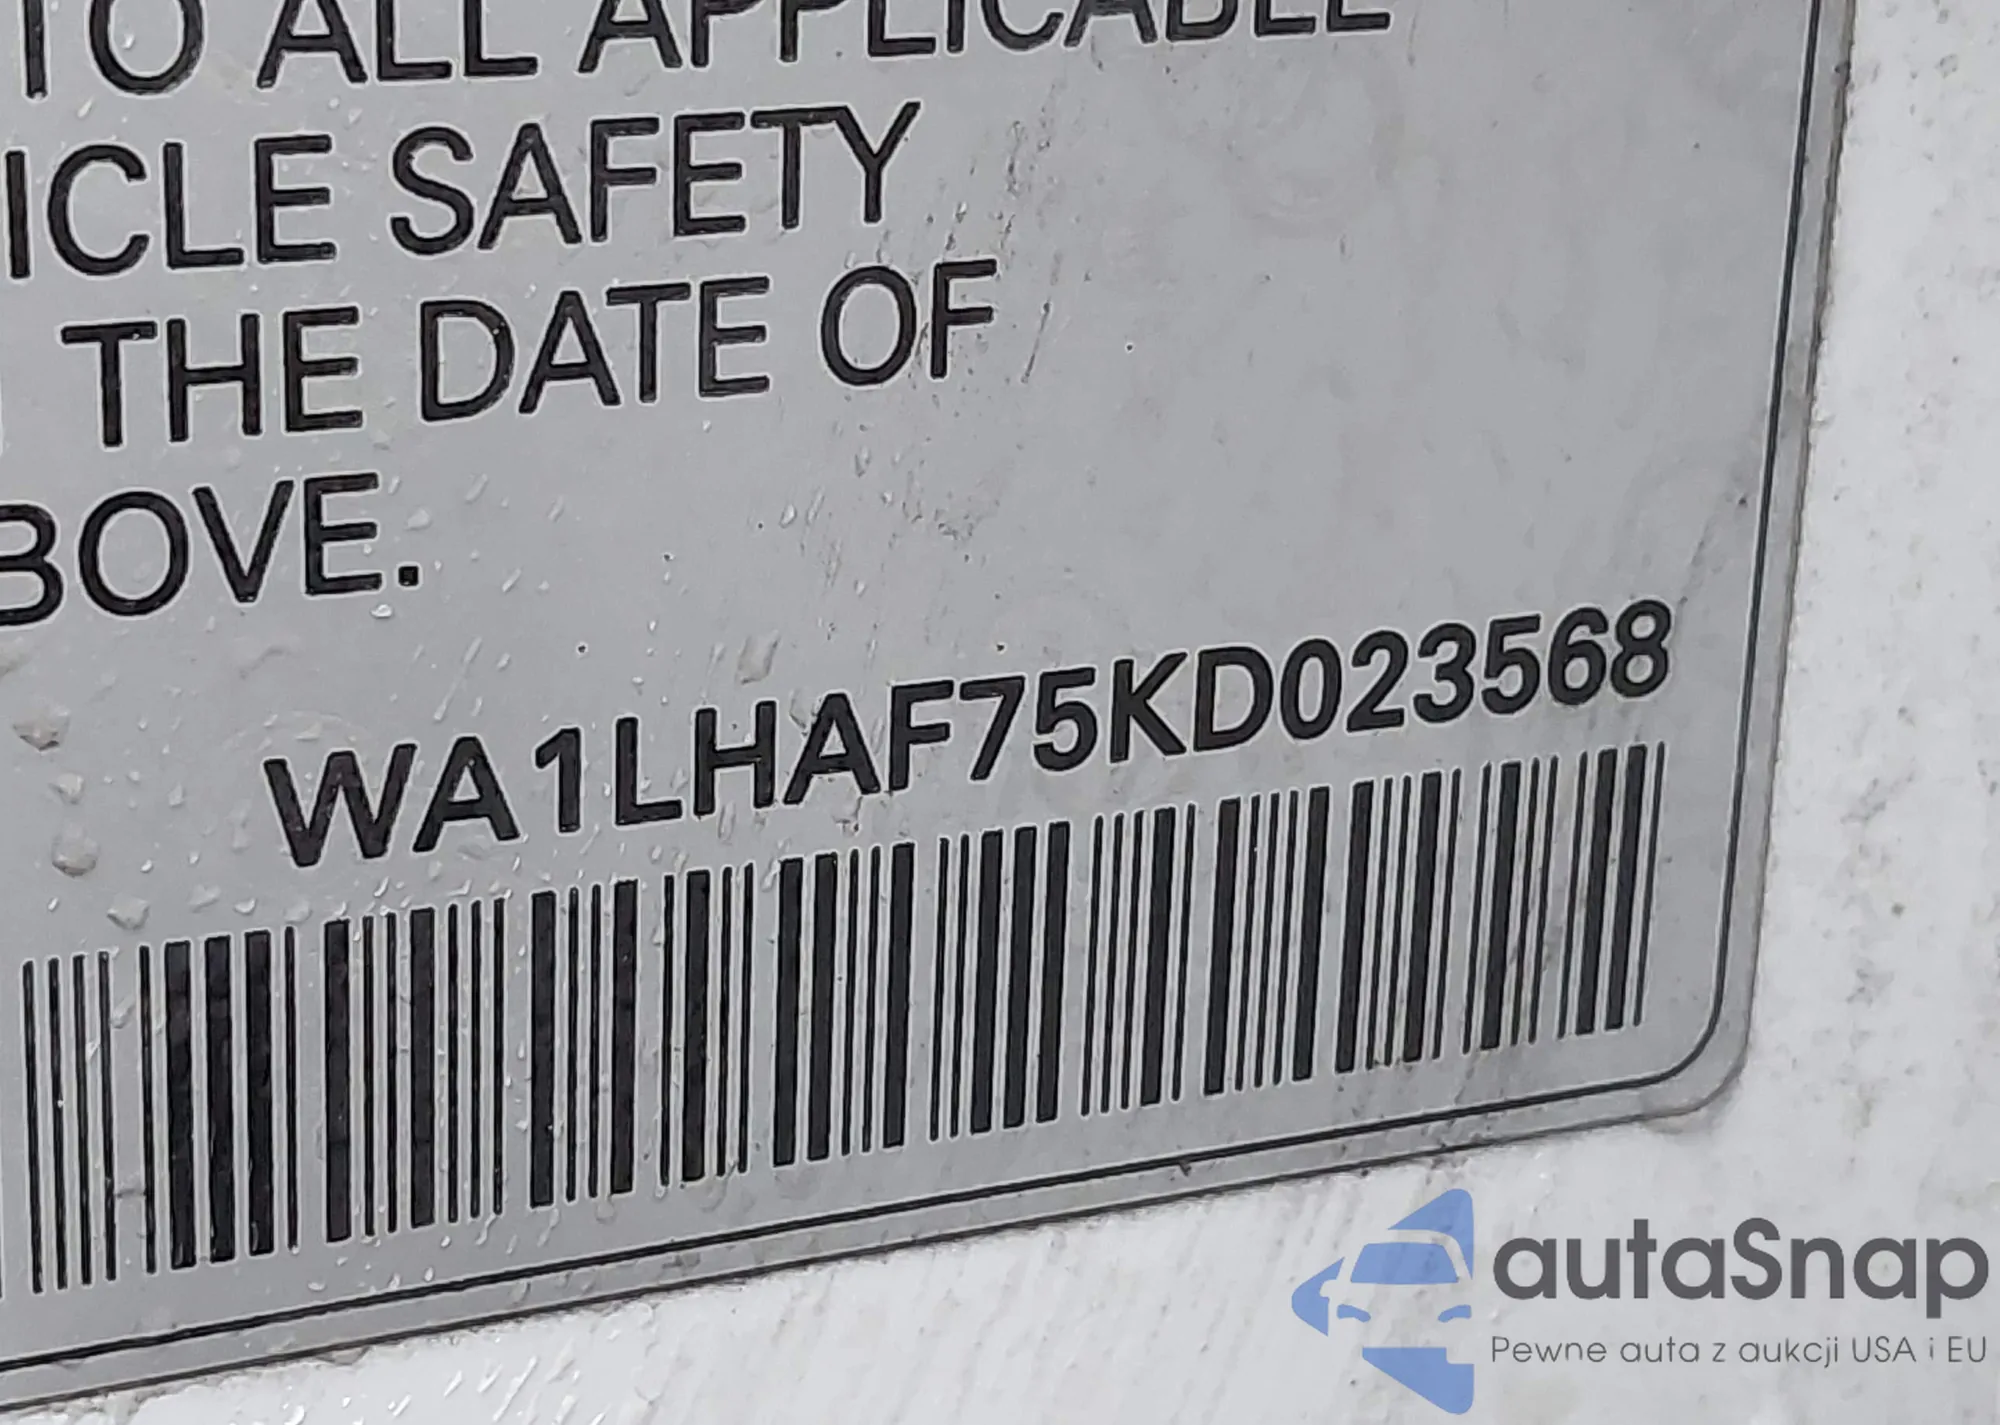 TO ALL APPLICABLE
ICLE SAFETY
THE DATE OF
BOVE.
WA1LHAF75KD023568
autaSnap
Pewne auta z aukcji USA i EU